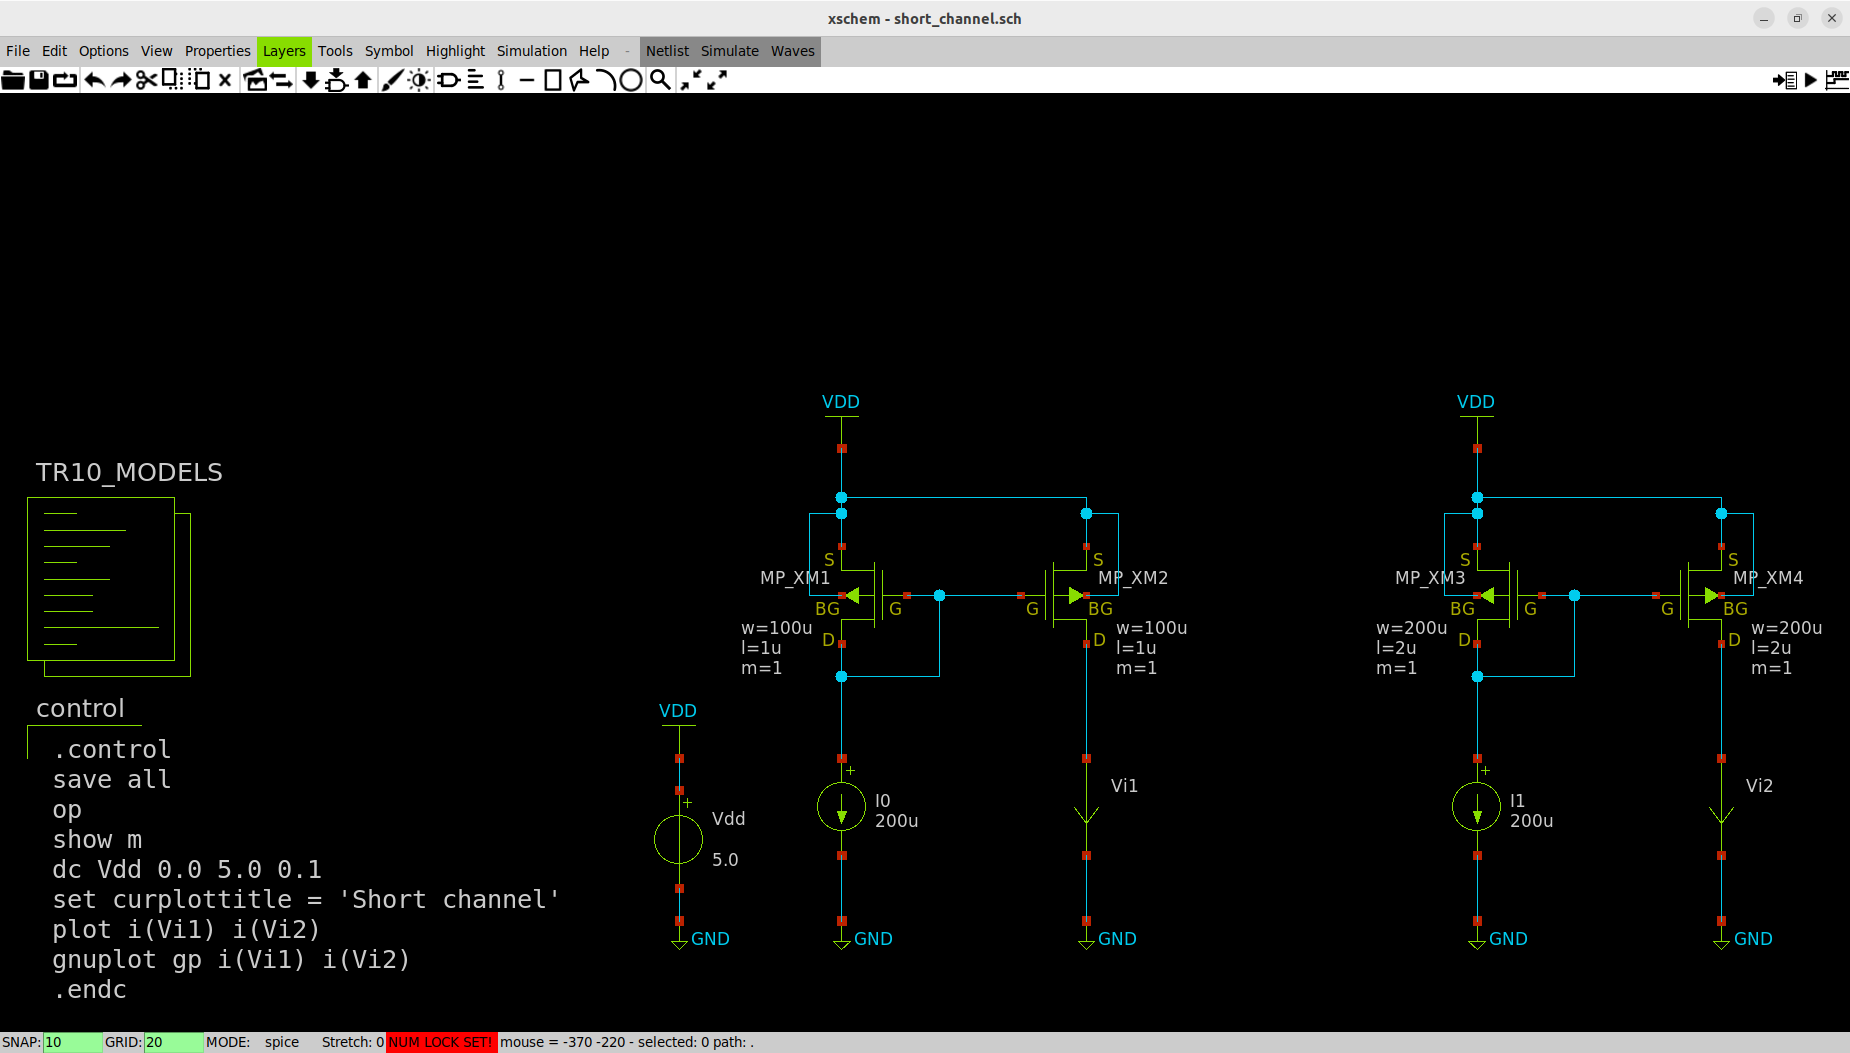 xschem - short_channel.sch
File Edit Options View Properties Layers Tools Symbol Highlight Simulation Help - Netlist Simulate Waves
VDD
VDD
TR10_MODELS
S
S
S
S
MP_XM1
MP_XM2
MP_XM3
MP_XM4
BG
G
G
BG
BG
G
G
BG
w=100u
l=1u
m=1
D
D
w=100u
l=1u
m=1
w=200u
l=2u
m=1
D
D
w=200u
l=2u
m=1
control
.control
save all
op
show m
dc Vdd 0.0 5.0 0.1
set curplottitle = 'Short channel'
plot i(Vi1) i(Vi2)
gnuplot gp i(Vi1) i(Vi2)
.endc
VDD
+
Vdd
5.0
GND
+
I0
200u
GND
Vi1
GND
+
I1
200u
GND
Vi2
GND
SNAP: 10 GRID: 20 MODE: spice Stretch: 0 NUM LOCK SET! mouse = -370 -220 - selected: 0 path: .